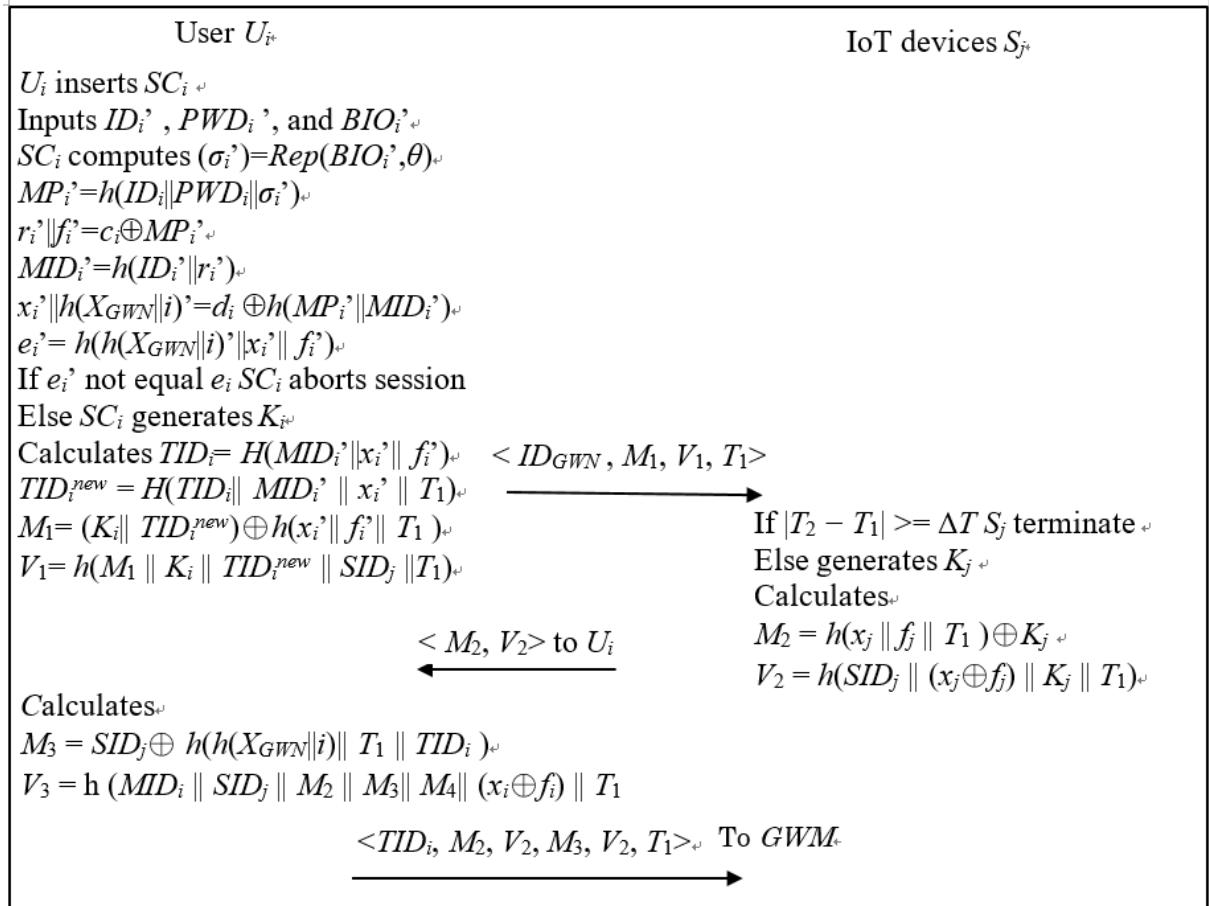 User Uᵢ
IoT devices Sⱼ
Uᵢ inserts SCᵢ
Inputs IDᵢ’ , PWDᵢ ’, and BIOᵢ’
SCᵢ computes (σᵢ’)=Rep(BIOᵢ’,θ)
MPᵢ’=h(IDᵢ||PWDᵢ||σᵢ’)
rᵢ’||fᵢ’=cᵢ⊕MPᵢ’
MIDᵢ’=h(IDᵢ’||rᵢ’)
xᵢ’||h(X_GWN||i)’=dᵢ ⊕h(MPᵢ’||MIDᵢ’)
eᵢ’= h(h(X_GWN||i)’||xᵢ’|| fᵢ’)
If eᵢ’ not equal eᵢ SCᵢ aborts session
Else SCᵢ generates Kᵢ
Calculates TIDᵢ= H(MIDᵢ’||xᵢ’|| fᵢ’)
< ID_GWN , M₁, V₁, T₁>
TIDᵢⁿᵉʷ = H(TIDᵢ|| MIDᵢ’ || xᵢ’ || T₁)
M₁= (Kᵢ|| TIDᵢⁿᵉʷ)⊕h(xᵢ’|| fᵢ’|| T₁ )
V₁= h(M₁ || Kᵢ || TIDᵢⁿᵉʷ || SIDⱼ ||T₁)
If |T₂ − T₁| >= ΔT Sⱼ terminate
Else generates Kⱼ
Calculates
M₂ = h(xⱼ || fⱼ || T₁ )⊕Kⱼ
V₂ = h(SIDⱼ || (xⱼ⊕fⱼ) || Kⱼ || T₁)
< M₂, V₂> to Uᵢ
Calculates
M₃ = SIDⱼ⊕ h(h(X_GWN||i)|| T₁ || TIDᵢ )
V₃ = h (MIDᵢ || SIDⱼ || M₂ || M₃|| M₄|| (xᵢ⊕fᵢ) || T₁
<TIDᵢ, M₂, V₂, M₃, V₂, T₁> To GWM